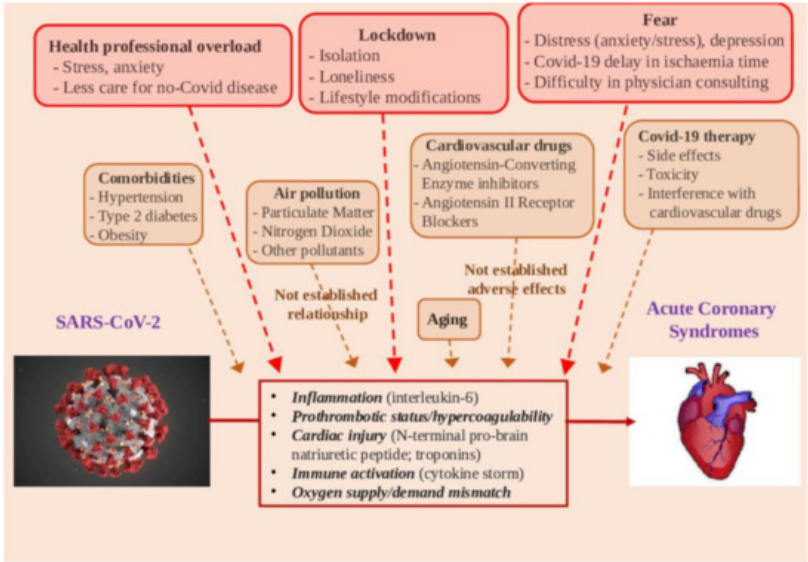 Health professional overload
- Stress, anxiety
- Less care for no-Covid disease
Lockdown
- Isolation
- Loneliness
- Lifestyle modifications
Fear
- Distress (anxiety/stress), depression
- Covid-19 delay in ischaemia time
- Difficulty in physician consulting
Comorbidities
- Hypertension
- Type 2 diabetes
- Obesity
Air pollution
- Particulate Matter
- Nitrogen Dioxide
- Other pollutants
Cardiovascular drugs
- Angiotensin-Converting
Enzyme inhibitors
- Angiotensin II Receptor
Blockers
Covid-19 therapy
- Side effects
- Toxicity
- Interference with
cardiovascular drugs
Not established
relationship
Not established
adverse effects
Aging
SARS-CoV-2
Acute Coronary
Syndromes
• Inflammation (interleukin-6)
• Prothrombotic status/hypercoagulability
• Cardiac injury (N-terminal pro-brain
natriuretic peptide; troponins)
• Immune activation (cytokine storm)
• Oxygen supply/demand mismatch